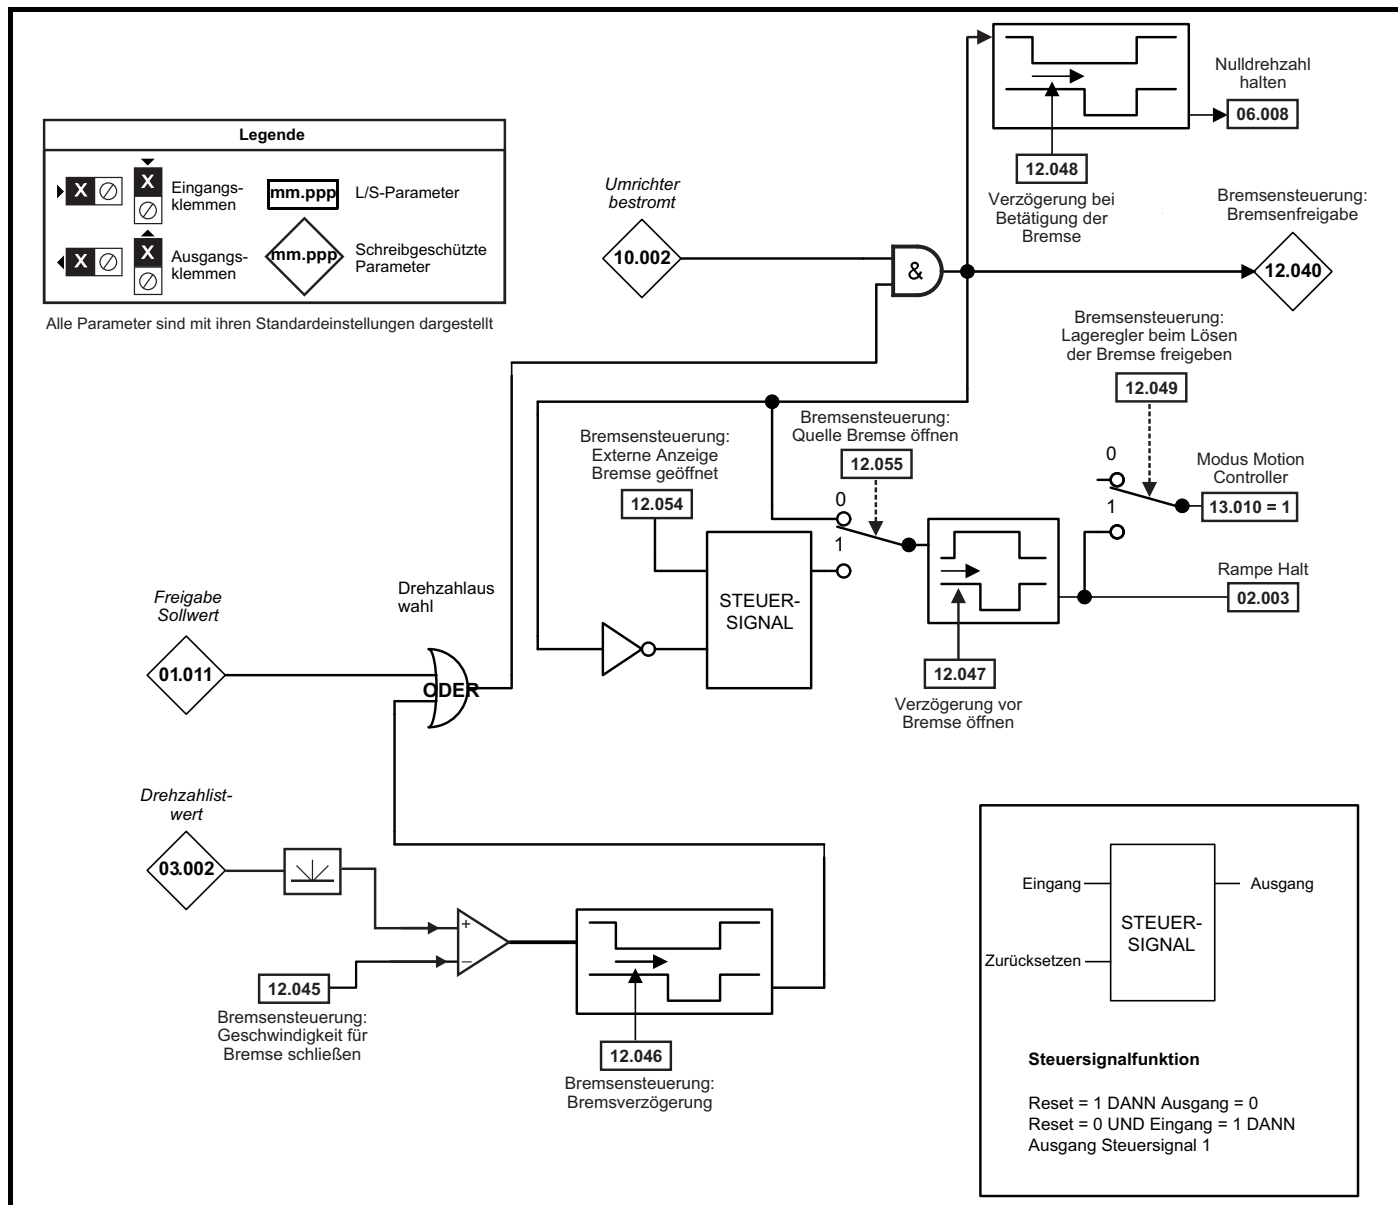 Legende
X
X
Eingangs-
klemmen
mm.ppp
L/S-Parameter
X
X
Ausgangs-
klemmen
mm.ppp
Schreibgeschützte
Parameter
Alle Parameter sind mit ihren Standardeinstellungen dargestellt
Umrichter
bestromt
10.002
&
12.048
Verzögerung bei
Betätigung der
Bremse
Nulldrehzahl
halten
06.008
Bremsensteuerung:
Bremsenfreigabe
12.040
Bremsensteuerung:
Lageregler beim Lösen
der Bremse freigeben
12.049
0
1
Modus Motion
Controller
13.010 = 1
Rampe Halt
02.003
Bremsensteuerung:
Quelle Bremse öffnen
12.055
0
1
Bremsensteuerung:
Externe Anzeige
Bremse geöffnet
12.054
STEUER-
SIGNAL
12.047
Verzögerung vor
Bremse öffnen
Freigabe
Sollwert
01.011
Drehzahlaus
wahl
ODER
Drehzahlist-
wert
03.002
+
–
12.045
Bremsensteuerung:
Geschwindigkeit für
Bremse schließen
12.046
Bremsensteuerung:
Bremsverzögerung
Eingang
Ausgang
STEUER-
SIGNAL
Zurücksetzen
Steuersignalfunktion
Reset = 1 DANN Ausgang = 0
Reset = 0 UND Eingang = 1 DANN
Ausgang Steuersignal 1